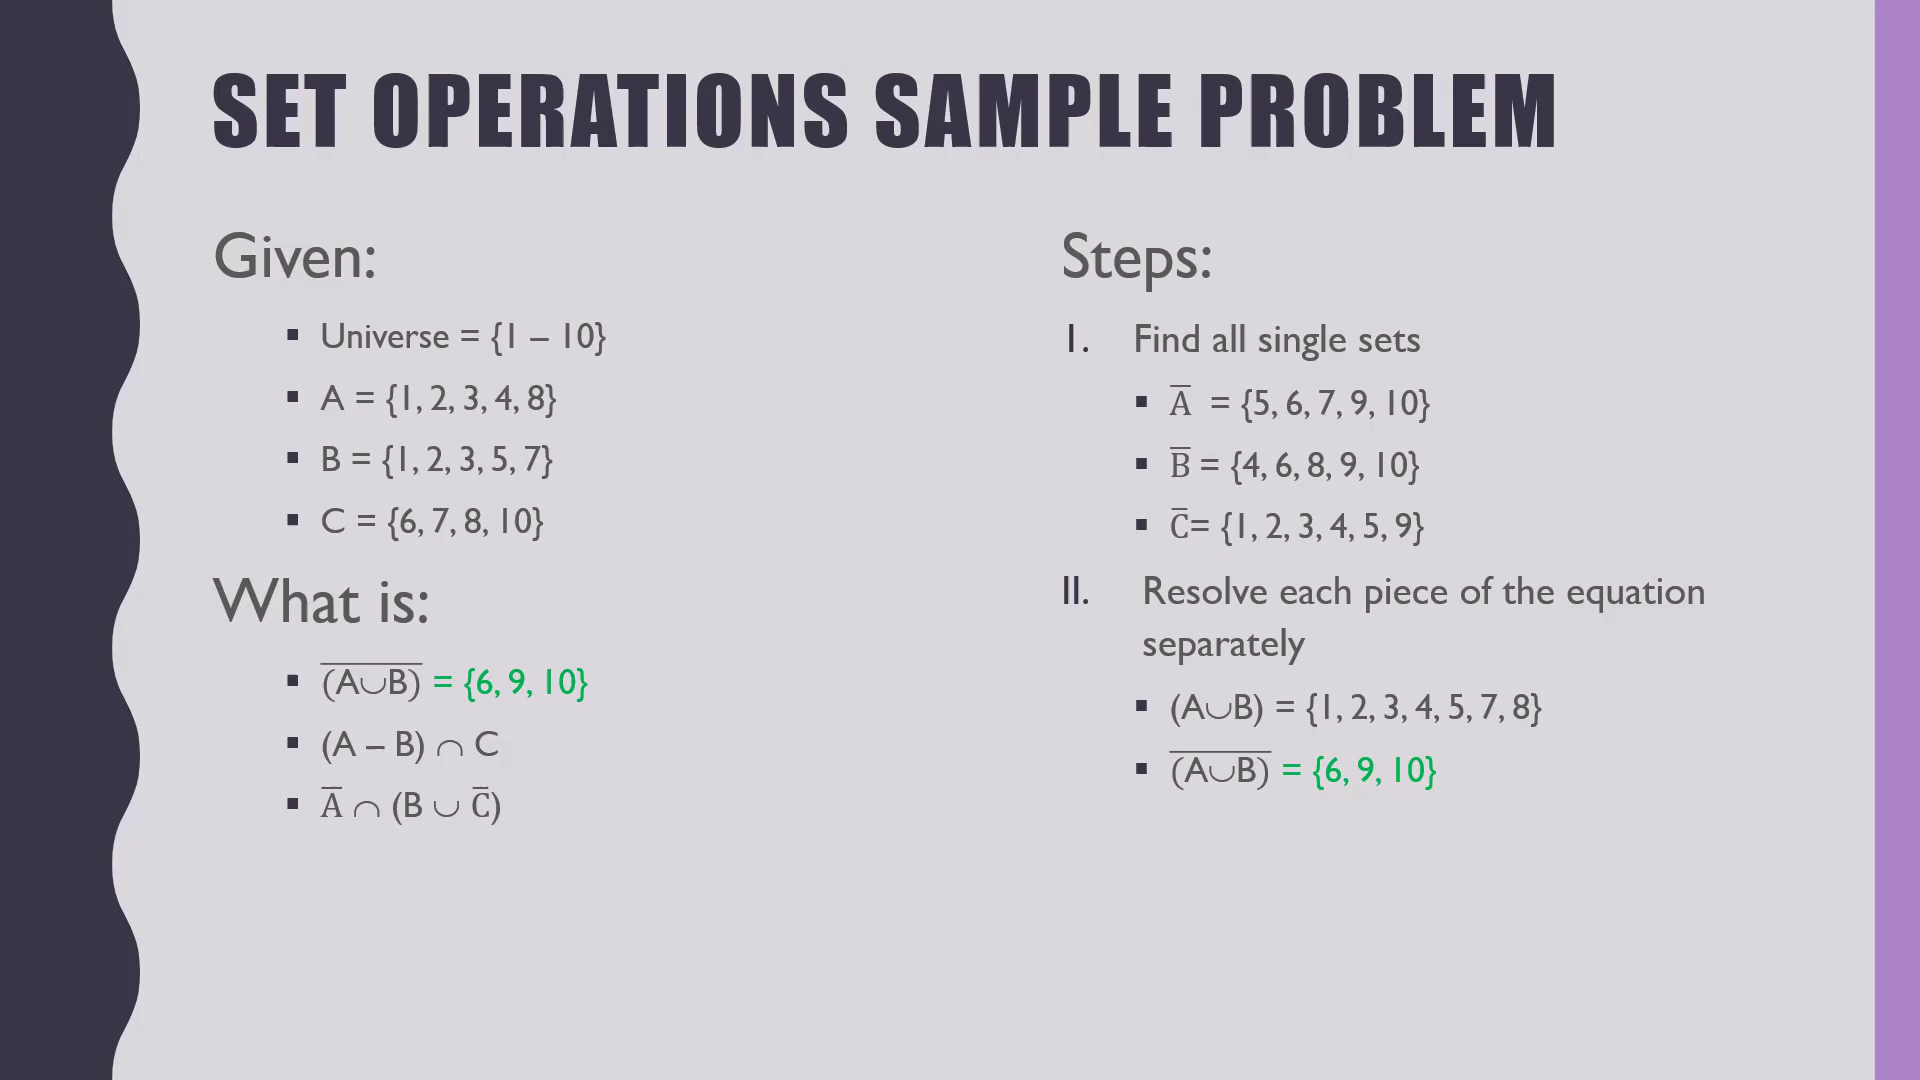 SET OPERATIONS SAMPLE PROBLEM
Given:
▪ Universe = {1 – 10}
▪ A = {1, 2, 3, 4, 8}
▪ B = {1, 2, 3, 5, 7}
▪ C = {6, 7, 8, 10}
What is:
▪ (A∪B)̅ = {6, 9, 10}
▪ (A – B) ∩ C
▪ A̅ ∩ (B ∪ C̅)
Steps:
I. Find all single sets
▪ A̅ = {5, 6, 7, 9, 10}
▪ B̅ = {4, 6, 8, 9, 10}
▪ C̅= {1, 2, 3, 4, 5, 9}
II. Resolve each piece of the equation
separately
▪ (A∪B) = {1, 2, 3, 4, 5, 7, 8}
▪ (A∪B)̅ = {6, 9, 10}